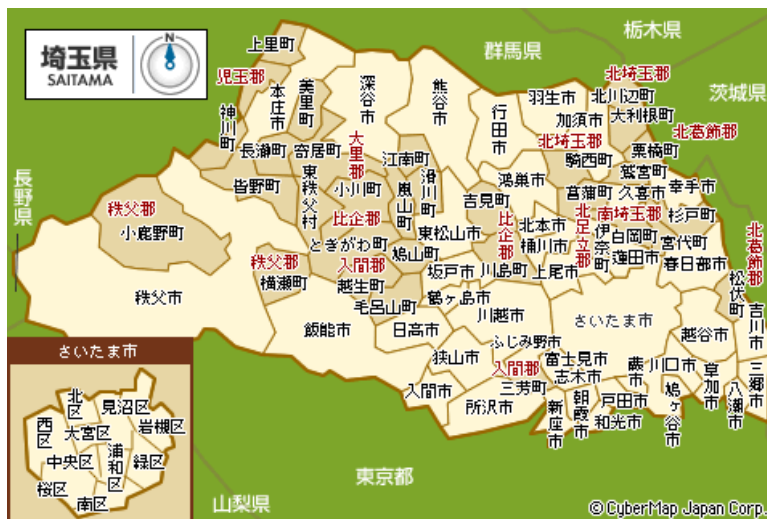 埼玉県
SAITAMA
N
栃木県
群馬県
茨城県
長野県
東京都
山梨県
上里町
児玉郡
本庄市
美里町
神川町
深谷市
熊谷市
行田市
羽生市
加須市
北埼玉郡
北川辺町
大利根町
北埼玉郡
騎西町
栗橋町
北葛飾郡
長瀞町
寄居町
大里郡
江南町
皆野町
東秩父村
小川町
嵐山町
滑川町
吉見町
鴻巣市
菖蒲町
鷲宮町
久喜市
幸手市
秩父郡
小鹿野町
比企郡
ときがわ町
鳩山町
東松山市
比企郡
北本市
桶川市
北足立郡
伊奈町
南埼玉郡
白岡町
蓮田市
杉戸町
宮代町
春日部市
北葛飾郡
松伏町
秩父郡
横瀬町
入間郡
越生町
毛呂山町
坂戸市
川島町
上尾市
秩父市
飯能市
日高市
鶴ヶ島市
川越市
さいたま市
越谷市
吉川市
ふじみ野市
狭山市
入間郡
三芳町
富士見市
志木市
入間市
所沢市
新座市
朝霞市
和光市
戸田市
蕨市
川口市
鳩ヶ谷市
草加市
八潮市
三郷市
さいたま市
北区
見沼区
岩槻区
西区
大宮区
中央区
浦和区
緑区
桜区
南区
© CyberMap Japan Corp.